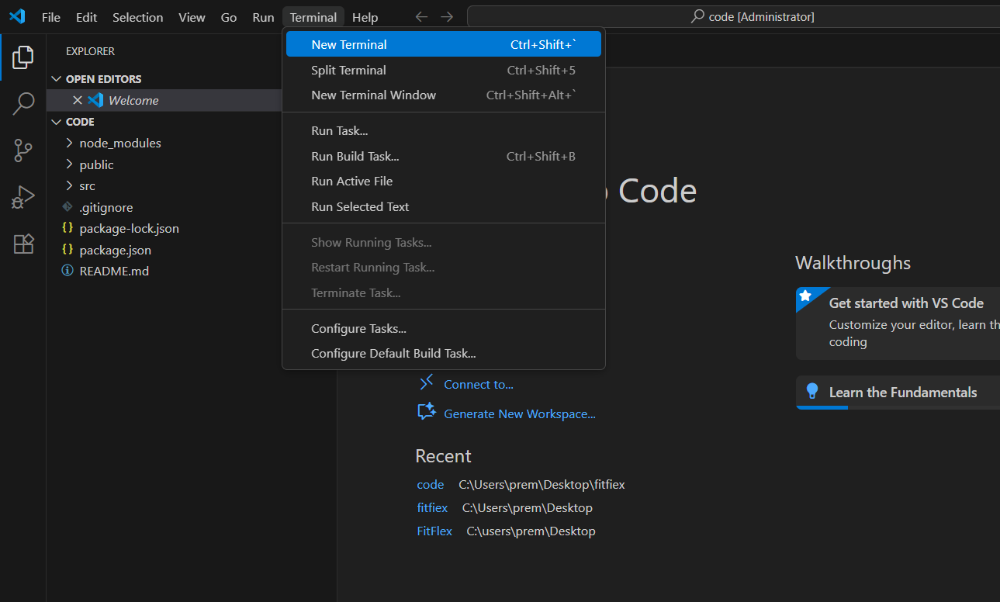 File Edit Selection View Go Run Terminal Help code [Administrator]
EXPLORER
OPEN EDITORS
Welcome
CODE
node_modules
public
src
.gitignore
package-lock.json
package.json
README.md
New Terminal Ctrl+Shift+`
Split Terminal Ctrl+Shift+5
New Terminal Window Ctrl+Shift+Alt+`
Run Task...
Run Build Task... Ctrl+Shift+B
Run Active File
Run Selected Text
Show Running Tasks...
Restart Running Task...
Terminate Task...
Configure Tasks...
Configure Default Build Task...
Code
Connect to...
Generate New Workspace...
Recent
code C:\Users\prem\Desktop\fitfiex
fitfiex C:\Users\prem\Desktop
FitFlex C:\users\prem\Desktop
Walkthroughs
Get started with VS Code
Customize your editor, learn th
coding
Learn the Fundamentals